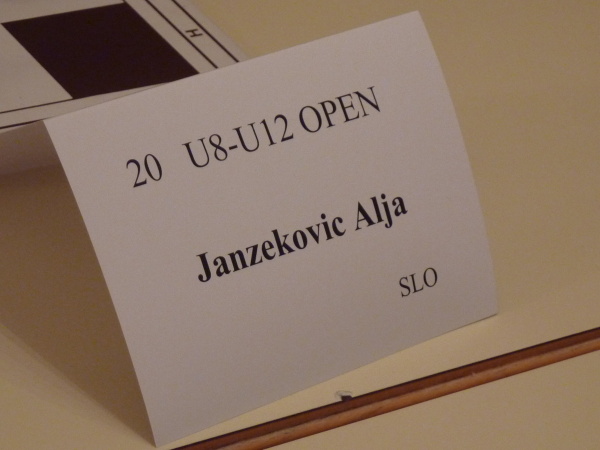 H
20 U8-U12 OPEN
Janzekovic Alja
SLO